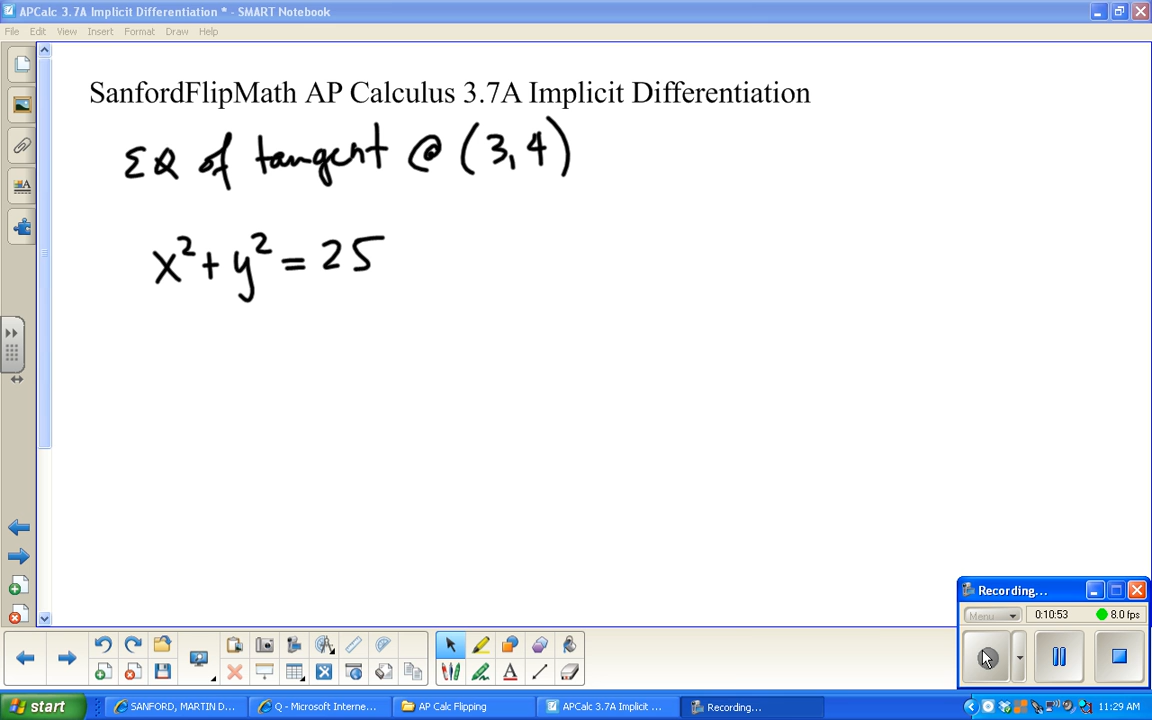 APCalc 3.7A Implicit Differentiation * - SMART Notebook
File Edit View Insert Format Draw Help
SanfordFlipMath AP Calculus 3.7A Implicit Differentiation
EQ of tangent @ (3,4)
x² + y² = 25
Recording...
Menu 0:10:53 8.0 fps
start SANFORD, MARTIN D... Q - Microsoft Interne... AP Calc Flipping APCalc 3.7A Implicit ... Recording... 11:29 AM